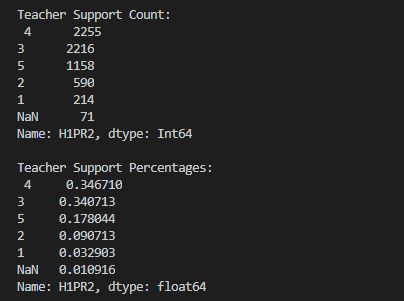 Teacher Support Count:
4 2255
3 2216
5 1158
2 590
1 214
NaN 71
Name: H1PR2, dtype: Int64
Teacher Support Percentages:
4 0.346710
3 0.340713
5 0.178044
2 0.090713
1 0.032903
NaN 0.010916
Name: H1PR2, dtype: float64